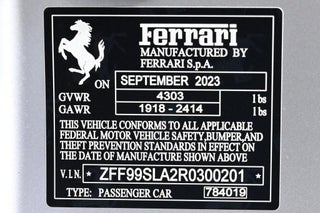 Ferrari
MANUFACTURED BY
FERRARI S.p.A.
ON SEPTEMBER 2023
GVWR 4303 lbs
GAWR 1918 - 2414 lbs
THIS VEHICLE CONFORMS TO ALL APPLICABLE
FEDERAL MOTOR VEHICLE SAFETY,BUMPER,AND
THEFT PREVENTION STANDARDS IN EFFECT ON
THE DATE OF MANUFACTURE SHOWN ABOVE
V.I.N. * ZFF99SLA2R0300201 *
TYPE: PASSENGER CAR 784019